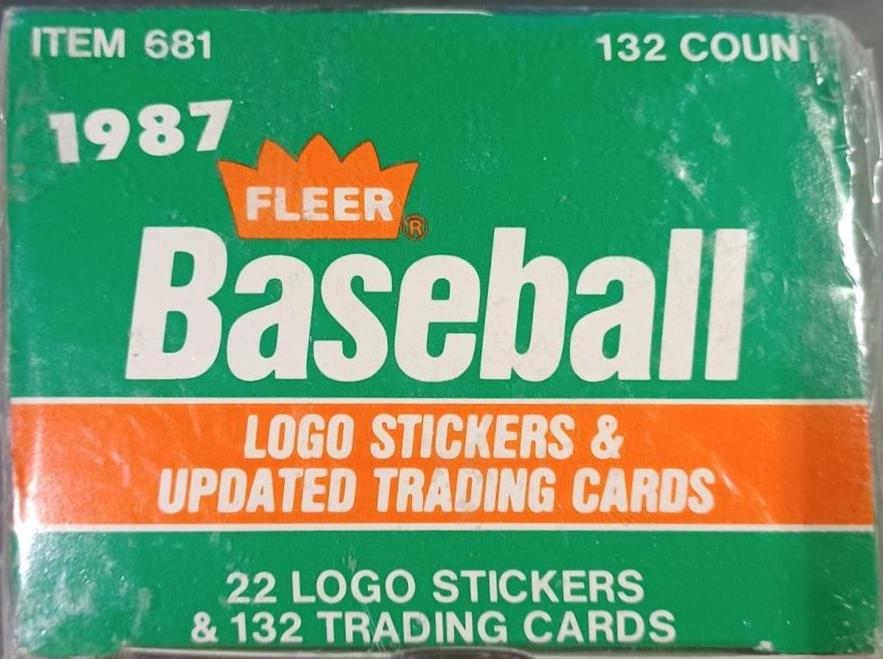 ITEM 681
132 COUNT
1987
FLEER®
Baseball
LOGO STICKERS &
UPDATED TRADING CARDS
22 LOGO STICKERS
& 132 TRADING CARDS